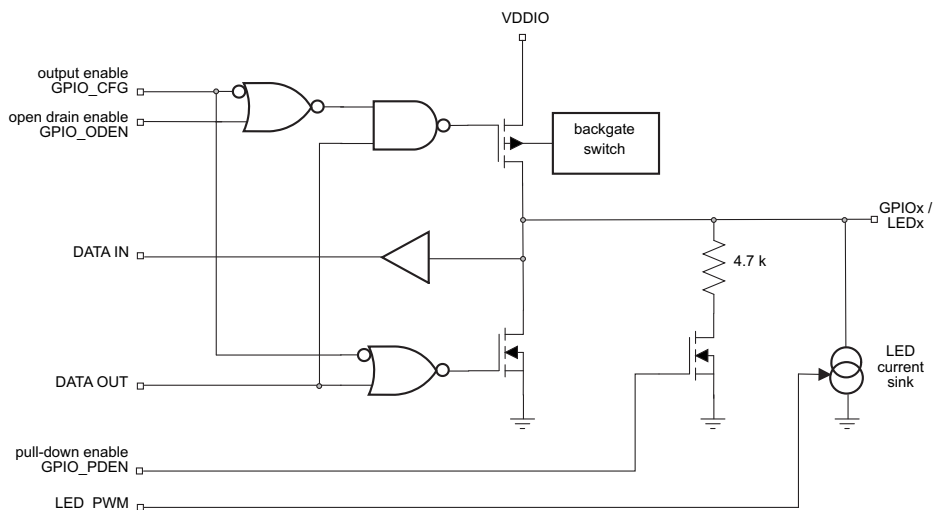 VDDIO
output enable
GPIO_CFG
open drain enable
GPIO_ODEN
backgate
switch
GPIOx /
LEDx
DATA IN
4.7 k
DATA OUT
LED
current
sink
pull-down enable
GPIO_PDEN
LED_PWM